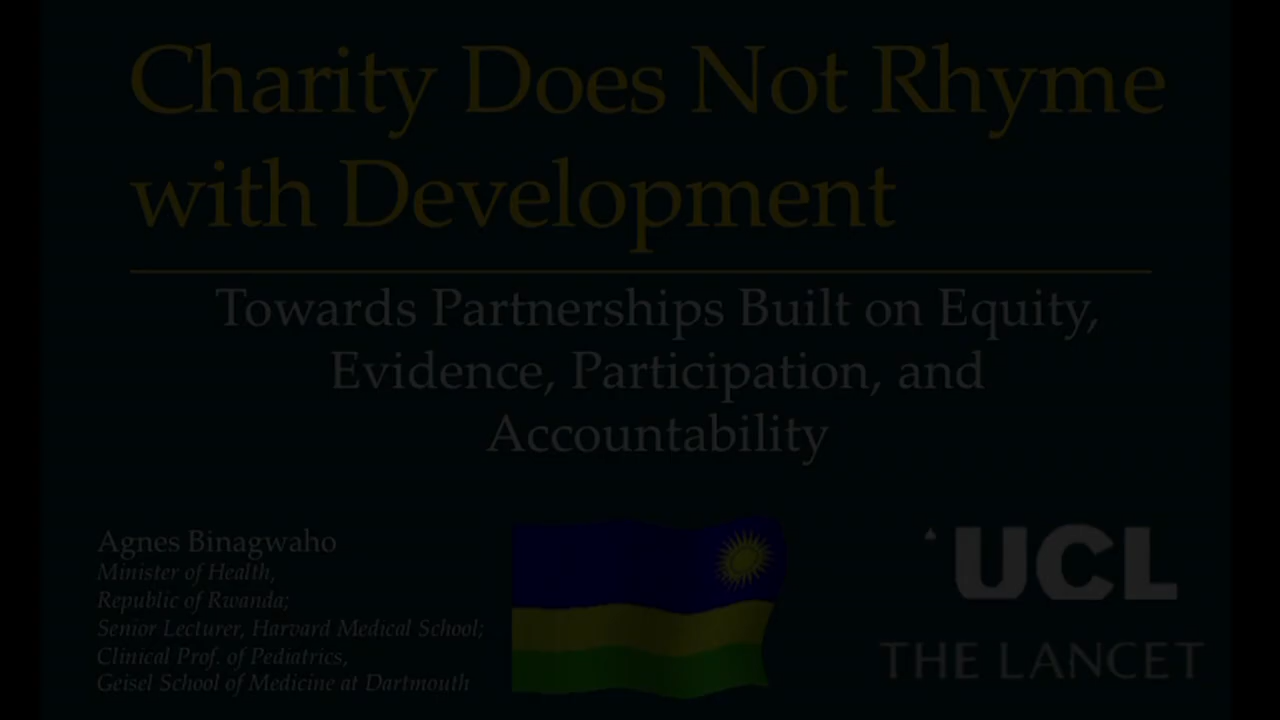 Charity Does Not Rhyme
with Development
Towards Partnerships Built on Equity,
Evidence, Participation, and
Accountability
Agnes Binagwaho
Minister of Health,
Republic of Rwanda;
Senior Lecturer, Harvard Medical School;
Clinical Prof. of Pediatrics,
Geisel School of Medicine at Dartmouth
UCL
THE LANCET